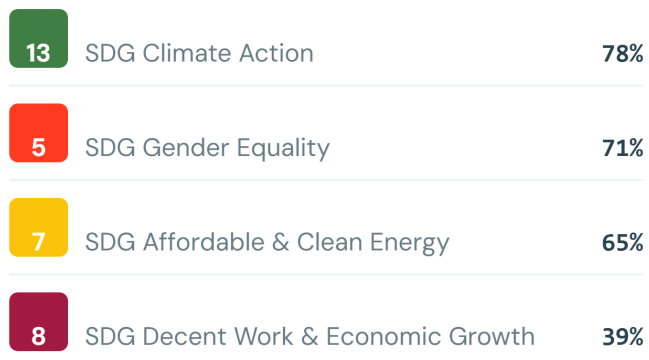 13 SDG Climate Action 78%
5 SDG Gender Equality 71%
7 SDG Affordable & Clean Energy 65%
8 SDG Decent Work & Economic Growth 39%